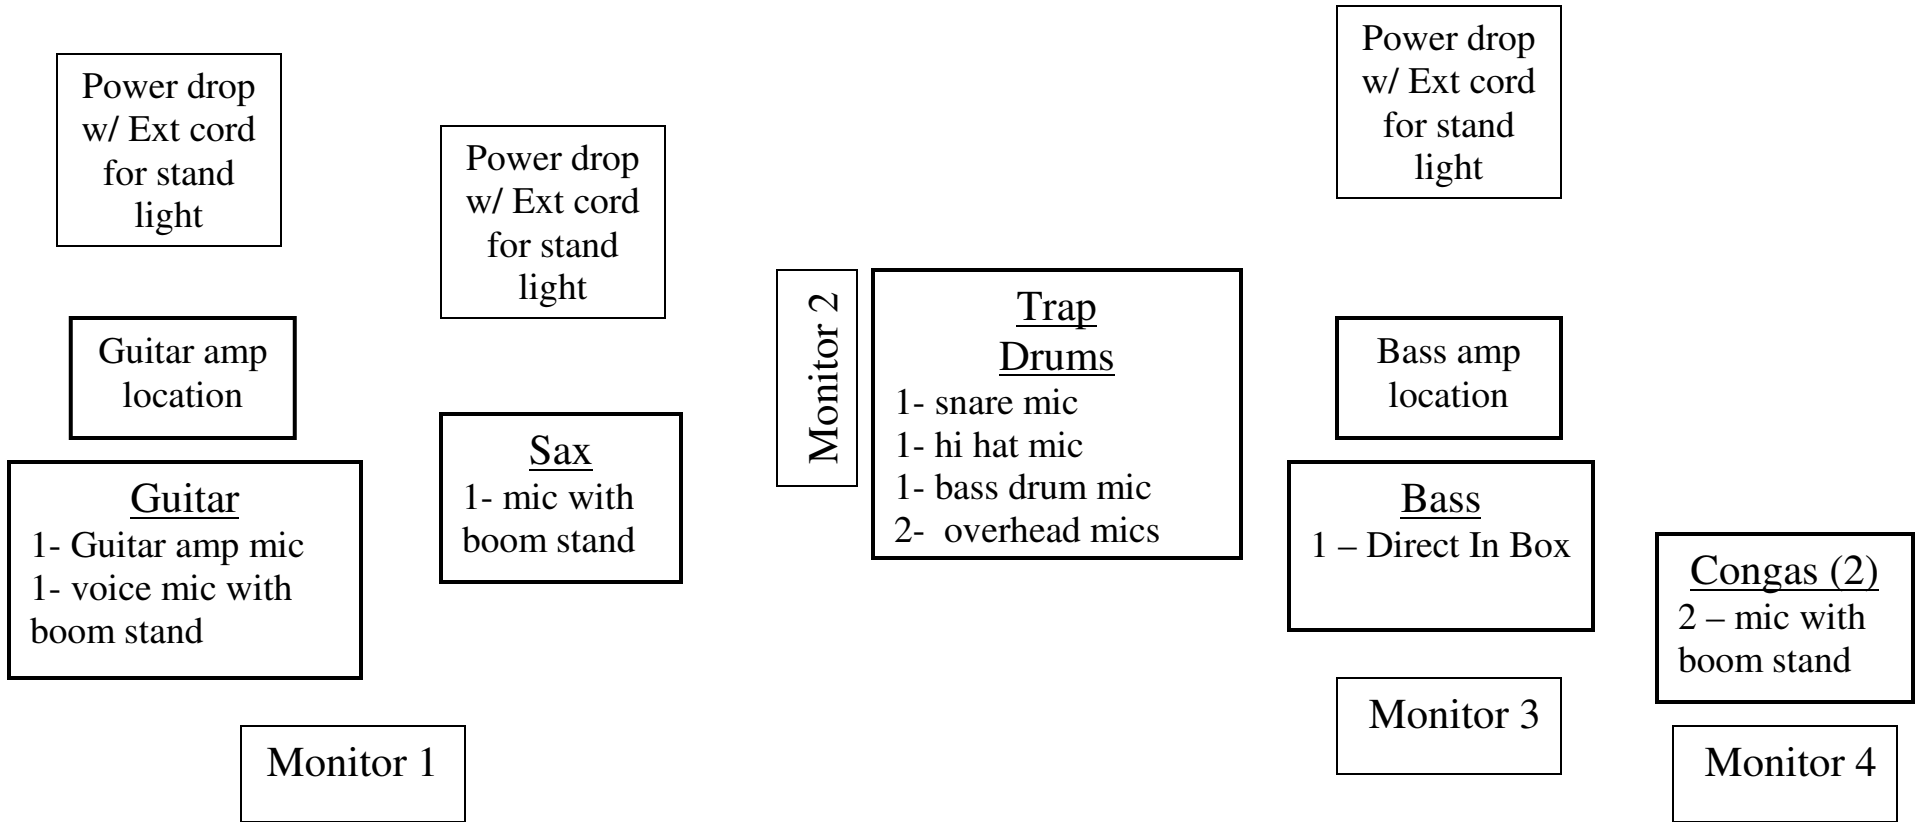 Power drop
w/ Ext cord
for stand
light
Power drop
w/ Ext cord
for stand
light
Power drop
w/ Ext cord
for stand
light
Guitar amp
location
Guitar
1- Guitar amp mic
1- voice mic with
boom stand
Sax
1- mic with
boom stand
Monitor 2
Trap
Drums
1- snare mic
1- hi hat mic
1- bass drum mic
2-  overhead mics
Bass amp
location
Bass
1 – Direct In Box
Congas (2)
2 – mic with
boom stand
Monitor 1
Monitor 3
Monitor 4